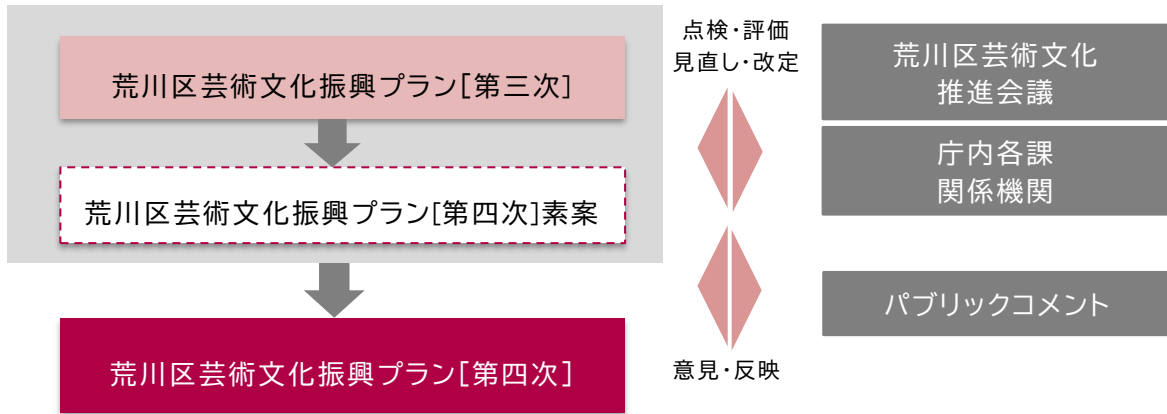 荒川区芸術文化振興プラン[第三次]
荒川区芸術文化振興プラン[第四次]素案
荒川区芸術文化振興プラン[第四次]
点検・評価
見直し・改定
意見・反映
荒川区芸術文化
推進会議
庁内各課
関係機関
パブリックコメント